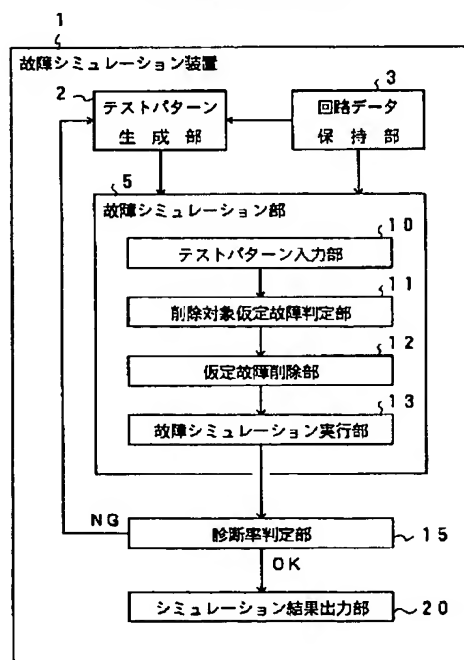 1
故障シミュレーション装置
2
テストパターン
生成部
3
回路データ
保持部
5
故障シミュレーション部
10
テストパターン入力部
11
削除対象仮定故障判定部
12
仮定故障削除部
13
故障シミュレーション実行部
NG
診断率判定部
15
OK
シミュレーション結果出力部
20